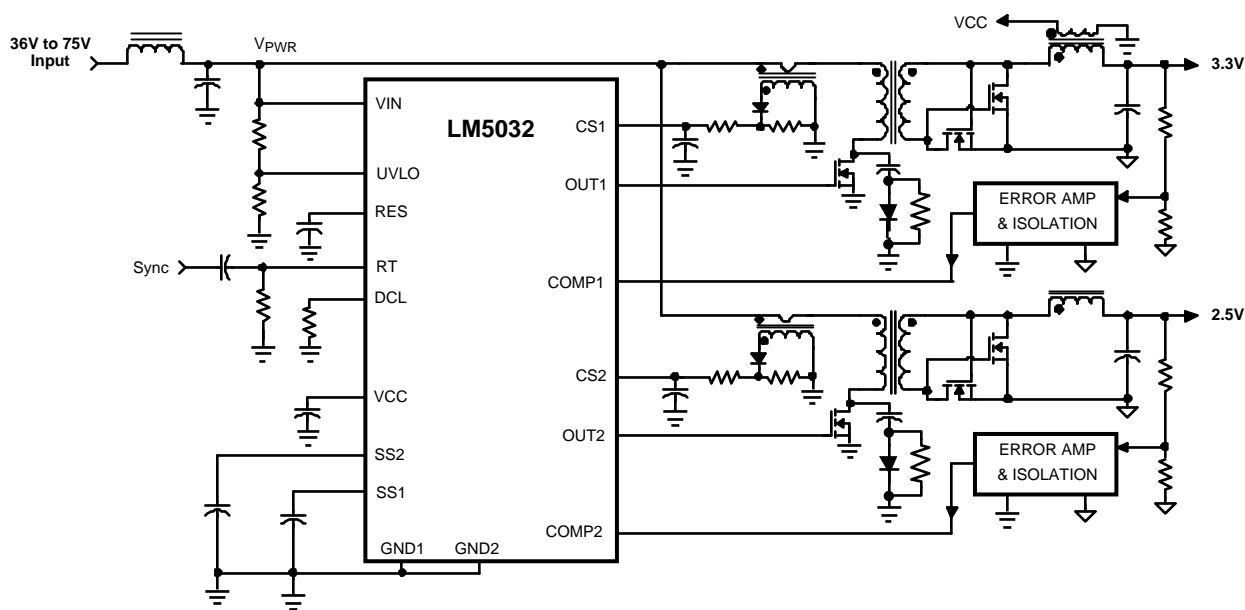 36V to 75V
Input
VPWR
VCC
3.3V
LM5032
VIN
UVLO
RES
RT
DCL
VCC
SS2
SS1
GND1
GND2
CS1
OUT1
COMP1
CS2
OUT2
COMP2
Sync
ERROR AMP
& ISOLATION
2.5V
ERROR AMP
& ISOLATION